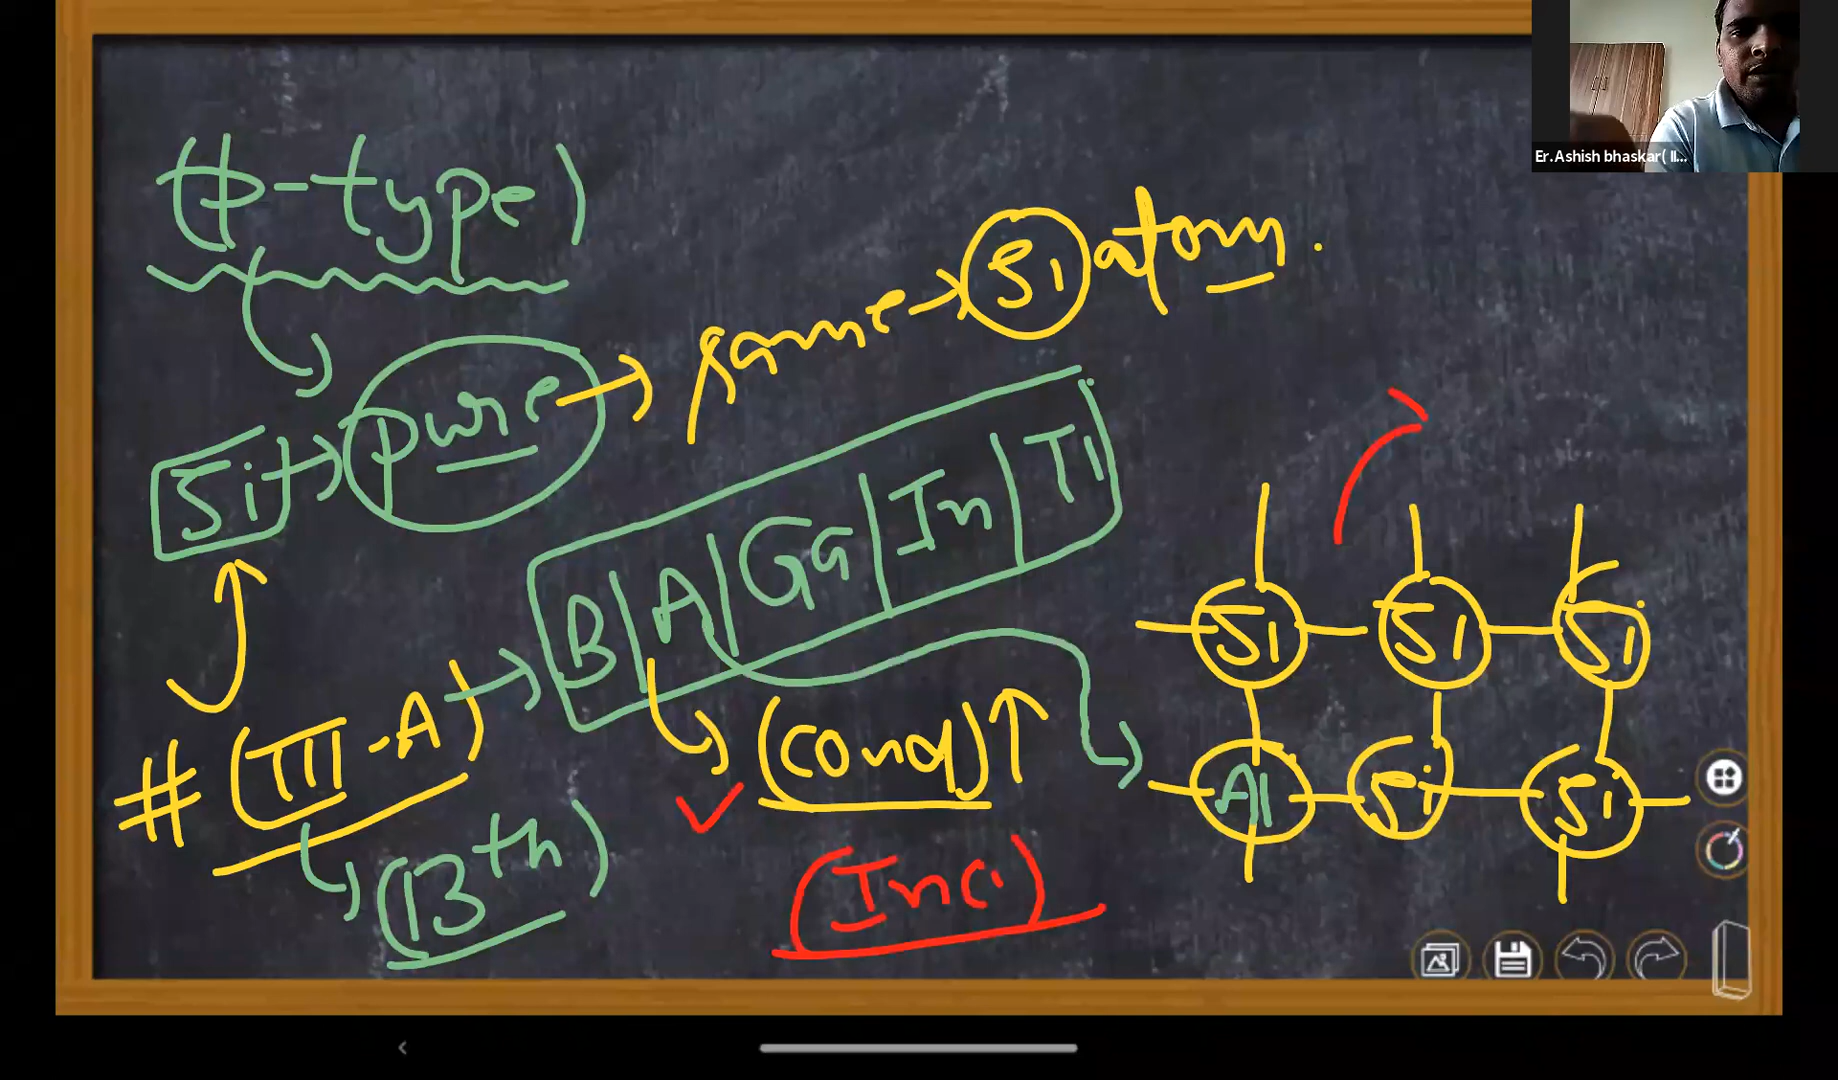 Er.Ashish bhaskar( II...
(p-type)
Si → pure → same → Si atom.
# (III-A) → B | Al | Ga | In | Tl
(13th)
(cond) ↑
(Inc)
Si Si Si
Al Si Si